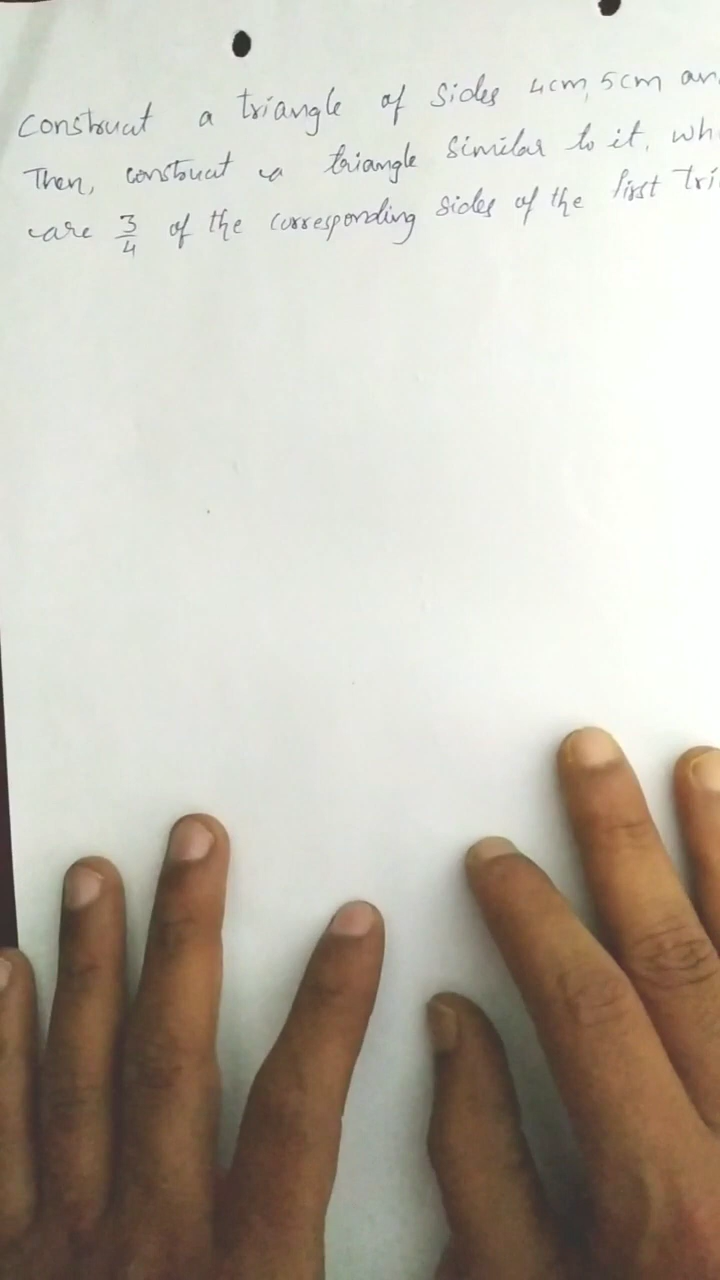 Construct a triangle of sides 4cm, 5cm an
Then, construct a triangle similar to it, wh
are 3/4 of the corresponding sides of the first tri